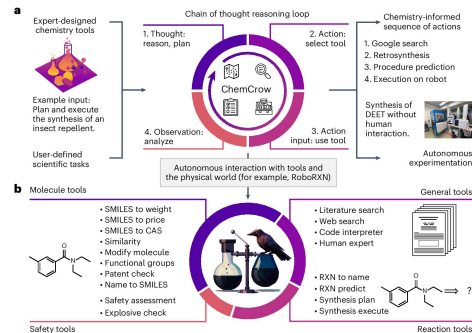 a
Expert-designed
chemistry tools
Example input:
Plan and execute
the synthesis of an
insect repellent.
User-defined
scientific tasks
Chain of thought reasoning loop
1. Thought:
reason, plan
2. Action:
select tool
ChemCrow
4. Observation:
analyze
3. Action
input: use tool
Autonomous interaction with tools and
the physical world (for example, RoboRXN)
Chemistry-informed
sequence of actions
1. Google search
2. Retrosynthesis
3. Procedure prediction
4. Execution on robot
Synthesis of
DEET without
human
interaction.
Autonomous
experimentation
b
Molecule tools
• SMILES to weight
• SMILES to price
• SMILES to CAS
• Similarity
• Modify molecule
• Functional groups
• Patent check
• Name to SMILES
• Safety assessment
• Explosive check
O
N
Safety tools
General tools
• Literature search
• Web search
• Code interpreter
• Human expert
• RXN to name
• RXN predict
• Synthesis plan
• Synthesis execute
O
N
?
Reaction tools